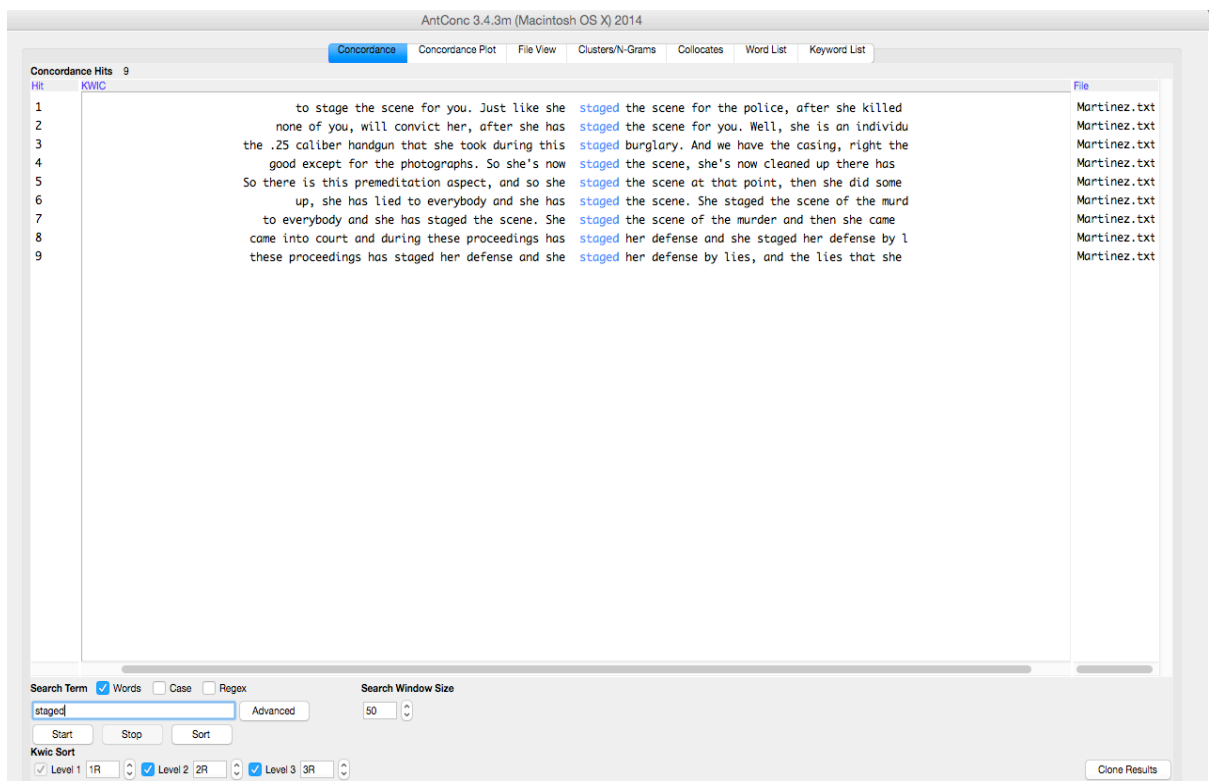 AntConc 3.4.3m (Macintosh OS X) 2014
Concordance Concordance Plot File View Clusters/N-Grams Collocates Word List Keyword List
Concordance Hits 9
Hit KWIC File
1 to stage the scene for you. Just like she staged the scene for the police, after she killed Martinez.txt
2 none of you, will convict her, after she has staged the scene for you. Well, she is an individu Martinez.txt
3 the .25 caliber handgun that she took during this staged burglary. And we have the casing, right the Martinez.txt
4 good except for the photographs. So she's now staged the scene, she's now cleaned up there has Martinez.txt
5 So there is this premeditation aspect, and so she staged the scene at that point, then she did some Martinez.txt
6 up, she has lied to everybody and she has staged the scene. She staged the scene of the murd Martinez.txt
7 to everybody and she has staged the scene. She staged the scene of the murder and then she came Martinez.txt
8 came into court and during these proceedings has staged her defense and she staged her defense by l Martinez.txt
9 these proceedings has staged her defense and she staged her defense by lies, and the lies that she Martinez.txt
Search Term Words Case Regex Search Window Size
staged Advanced 50
Start Stop Sort
Kwic Sort
Level 1 1R Level 2 2R Level 3 3R Clone Results